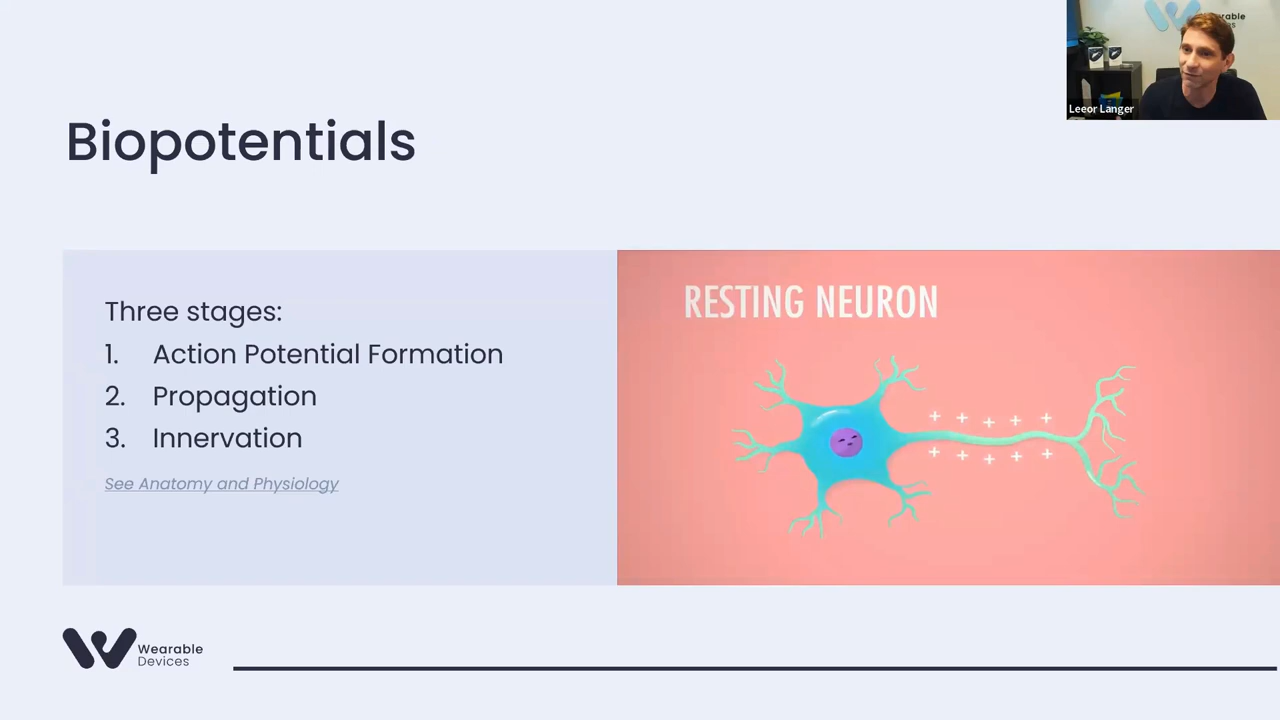 Biopotentials
Three stages:
1. Action Potential Formation
2. Propagation
3. Innervation
See Anatomy and Physiology
RESTING NEURON
Leeor Langer
Wearable
Devices